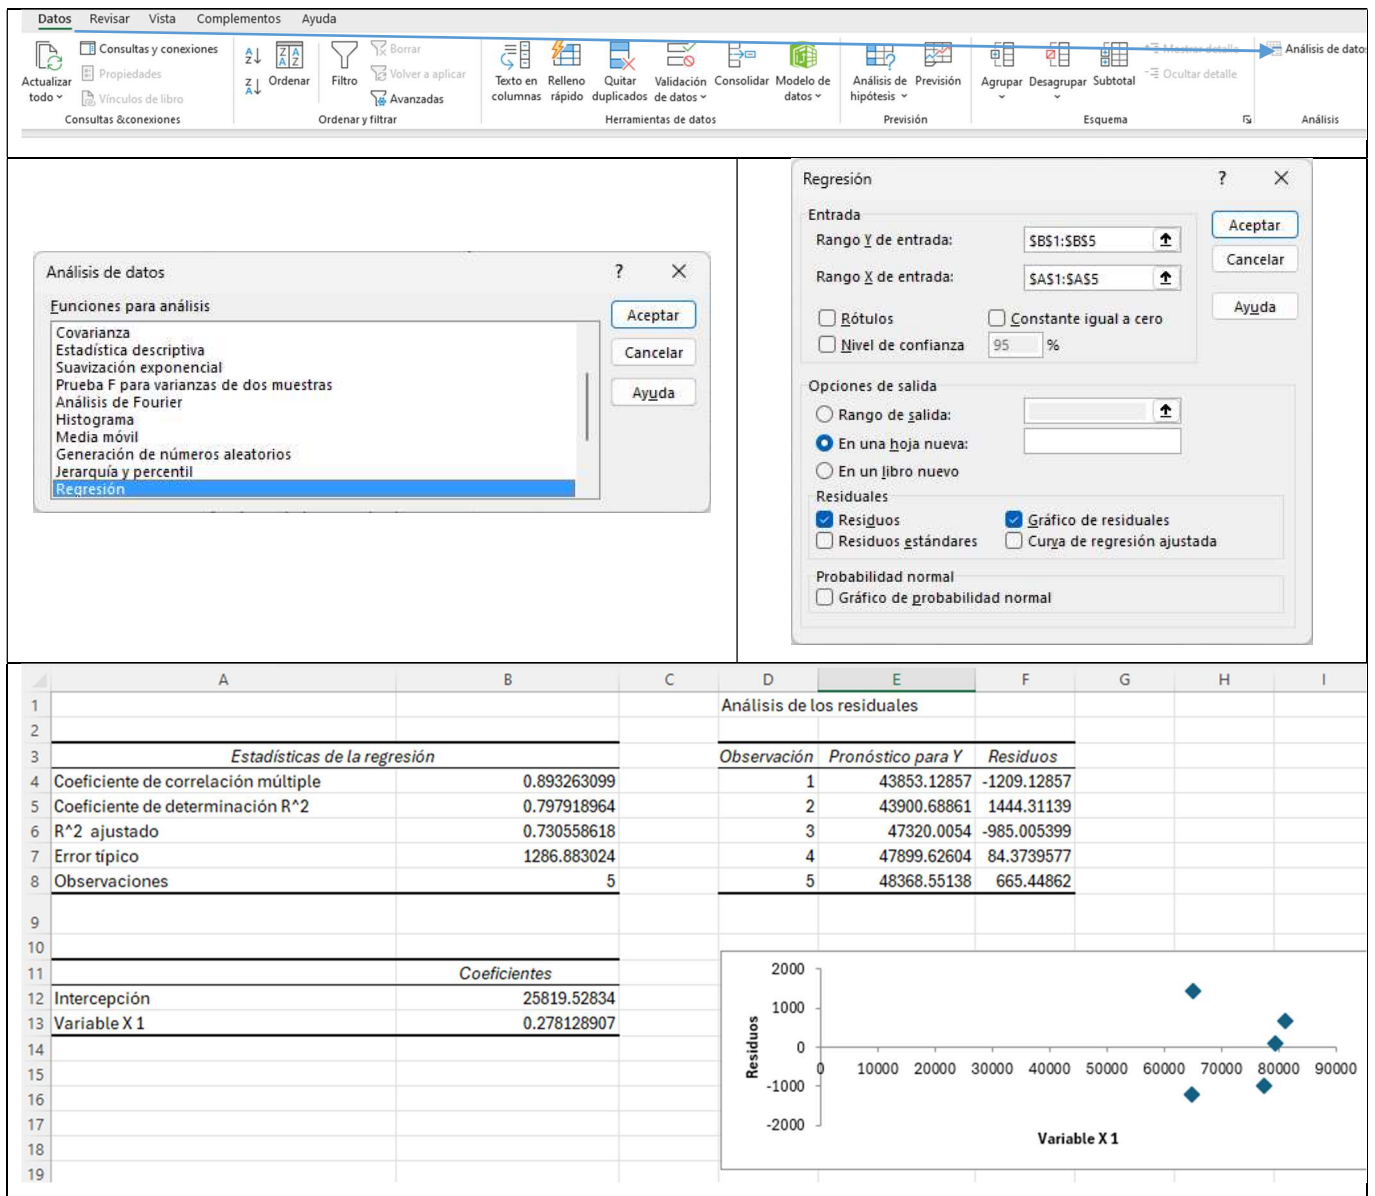 Datos Revisar Vista Complementos Ayuda
Actualizar todo
Consultas y conexiones
Propiedades
Vínculos de libro
Consultas &conexiones
Ordenar
Filtro
Borrar
Volver a aplicar
Avanzadas
Ordenar y filtrar
Texto en columnas
Relleno rápido
Quitar duplicados
Validación de datos
Consolidar
Modelo de datos
Herramientas de datos
Análisis de hipótesis
Previsión
Previsión
Agrupar
Desagrupar
Subtotal
Mostrar detalle
Ocultar detalle
Esquema
Análisis de dato
Análisis
Análisis de datos ?
Funciones para análisis
Covarianza
Estadística descriptiva
Suavización exponencial
Prueba F para varianzas de dos muestras
Análisis de Fourier
Histograma
Media móvil
Generación de números aleatorios
Jerarquía y percentil
Regresión
Aceptar
Cancelar
Ayuda
Regresión ?
Entrada
Rango Y de entrada: $B$1:$B$5
Rango X de entrada: $A$1:$A$5
Rótulos Constante igual a cero
Nivel de confianza 95 %
Aceptar
Cancelar
Ayuda
Opciones de salida
Rango de salida:
En una hoja nueva:
En un libro nuevo
Residuales
Residuos Gráfico de residuales
Residuos estándares Curva de regresión ajustada
Probabilidad normal
Gráfico de probabilidad normal
A B C D E F G H I
1 Análisis de los residuales
2
3 Estadísticas de la regresión Observación Pronóstico para Y Residuos
4 Coeficiente de correlación múltiple 0.893263099 1 43853.12857 -1209.12857
5 Coeficiente de determinación R^2 0.797918964 2 43900.68861 1444.31139
6 R^2 ajustado 0.730558618 3 47320.0054 -985.005399
7 Error típico 1286.883024 4 47899.62604 84.3739577
8 Observaciones 5 5 48368.55138 665.44862
9
10
11 Coeficientes
12 Intercepción 25819.52834
13 Variable X 1 0.278128907
14
15
16
17
18
19
2000
1000
0
-1000
-2000
Residuos
0 10000 20000 30000 40000 50000 60000 70000 80000 90000
Variable X 1